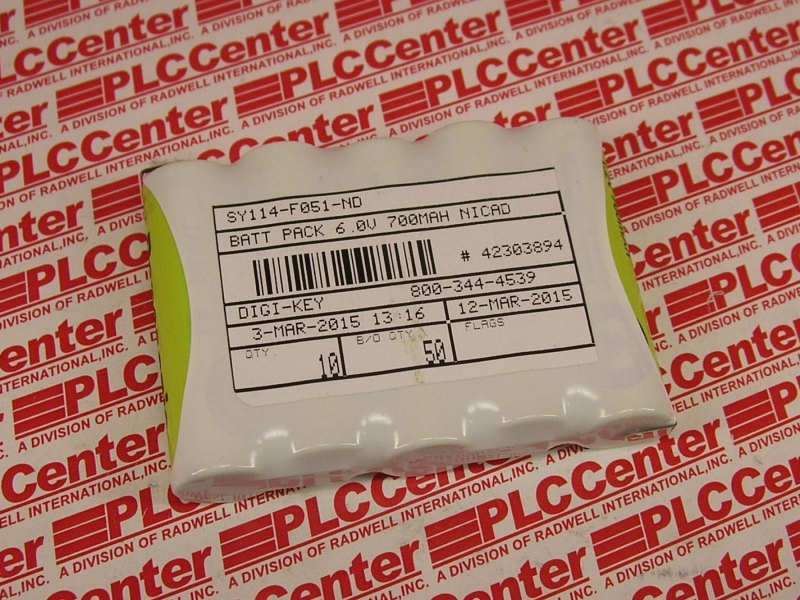 PLCCenter
A DIVISION OF RADWELL INTERNATIONAL, INC.
SY114-F051-ND
BATT PACK 6.0V 700MAH NICAD
# 42303894
DIGI-KEY 800-344-4539
3-MAR-2015 13:16 12-MAR-2015
QTY. B/O QTY. FLAGS
10 50